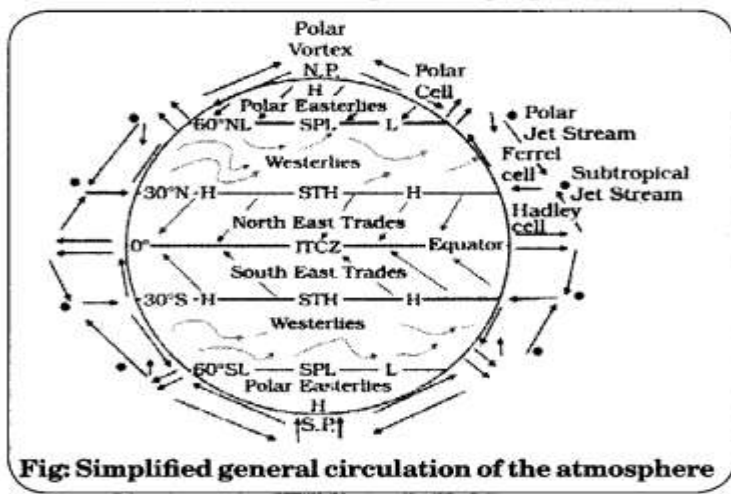 Polar
Vortex
N.P.
H
Polar
Cell
Polar Easterlies
60°NL SPL L
Polar
Jet Stream
Westerlies
Ferrel
cell
Subtropical
Jet Stream
30°N H STH H
Hadley
cell
North East Trades
0° ITCZ Equator
South East Trades
30°S H STH H
Westerlies
60°SL SPL L
Polar Easterlies
H
S.P.
Fig: Simplified general circulation of the atmosphere